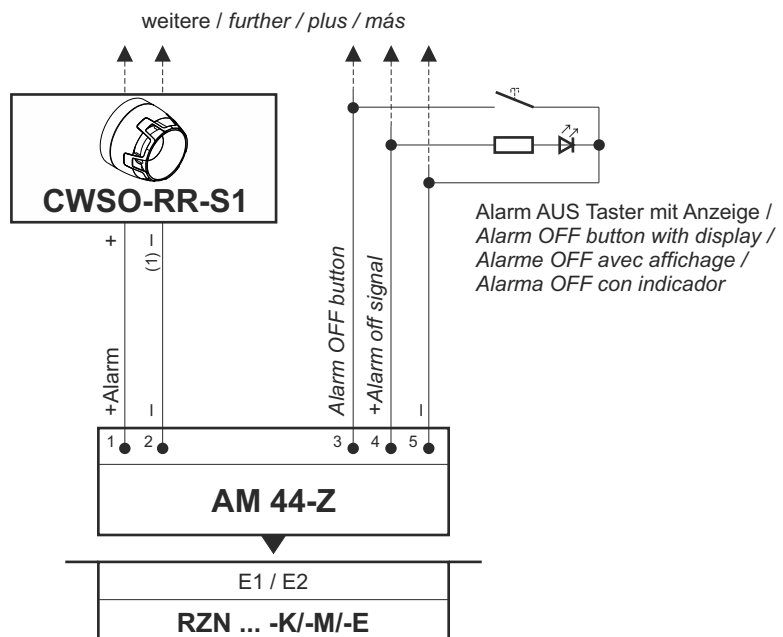 weitere / further / plus / más
CWSO-RR-S1
+
–
(1)
+Alarm
–
Alarm OFF button
+Alarm off signal
–
Alarm AUS Taster mit Anzeige /
Alarm OFF button with display /
Alarme OFF avec affichage /
Alarma OFF con indicador
1 2 3 4 5
AM 44-Z
E1 / E2
RZN ... -K/-M/-E